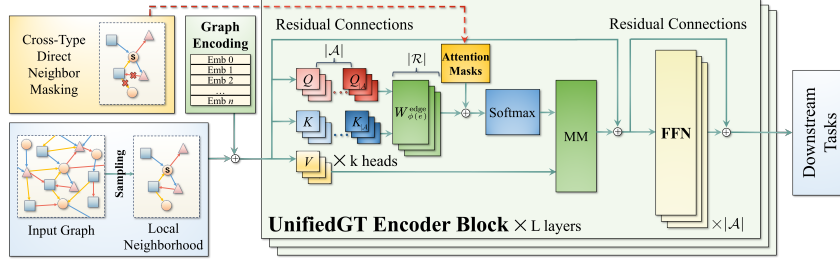 Cross-Type
Direct
Neighbor
Masking
S
Graph
Encoding
Emb 0
Emb 1
Emb 2
...
Emb n
Input Graph
Sampling
S
Local
Neighborhood
Residual Connections
|𝒜|
Q
Q
K
K
V
× k heads
|ℛ|
W^edge_ϕ(e)
Attention
Masks
Softmax
MM
UnifiedGT Encoder Block × L layers
Residual Connections
FFN
×|𝒜|
Downstream
Tasks